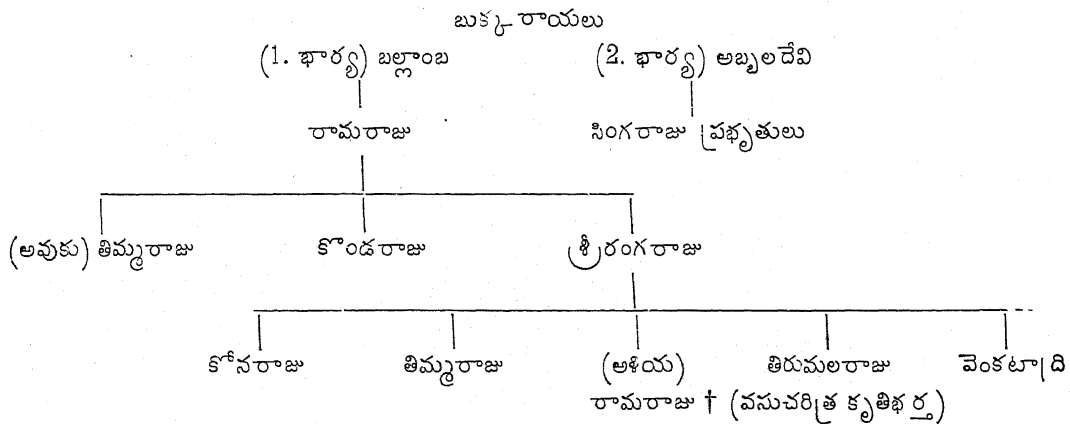 బుక్క రాయలు
(1. భార్య) బల్లాంబ (2. భార్య) అబ్బలదేవి
రామరాజు సింగరాజు ప్రభృతులు
(అవుకు) తిమ్మరాజు కొండరాజు శ్రీరంగరాజు
కోనరాజు తిమ్మరాజు (అళియ) తిరుమలరాజు వెంకటాద్రి
రామరాజు † (వసుచరిత్ర కృతిభర్త)